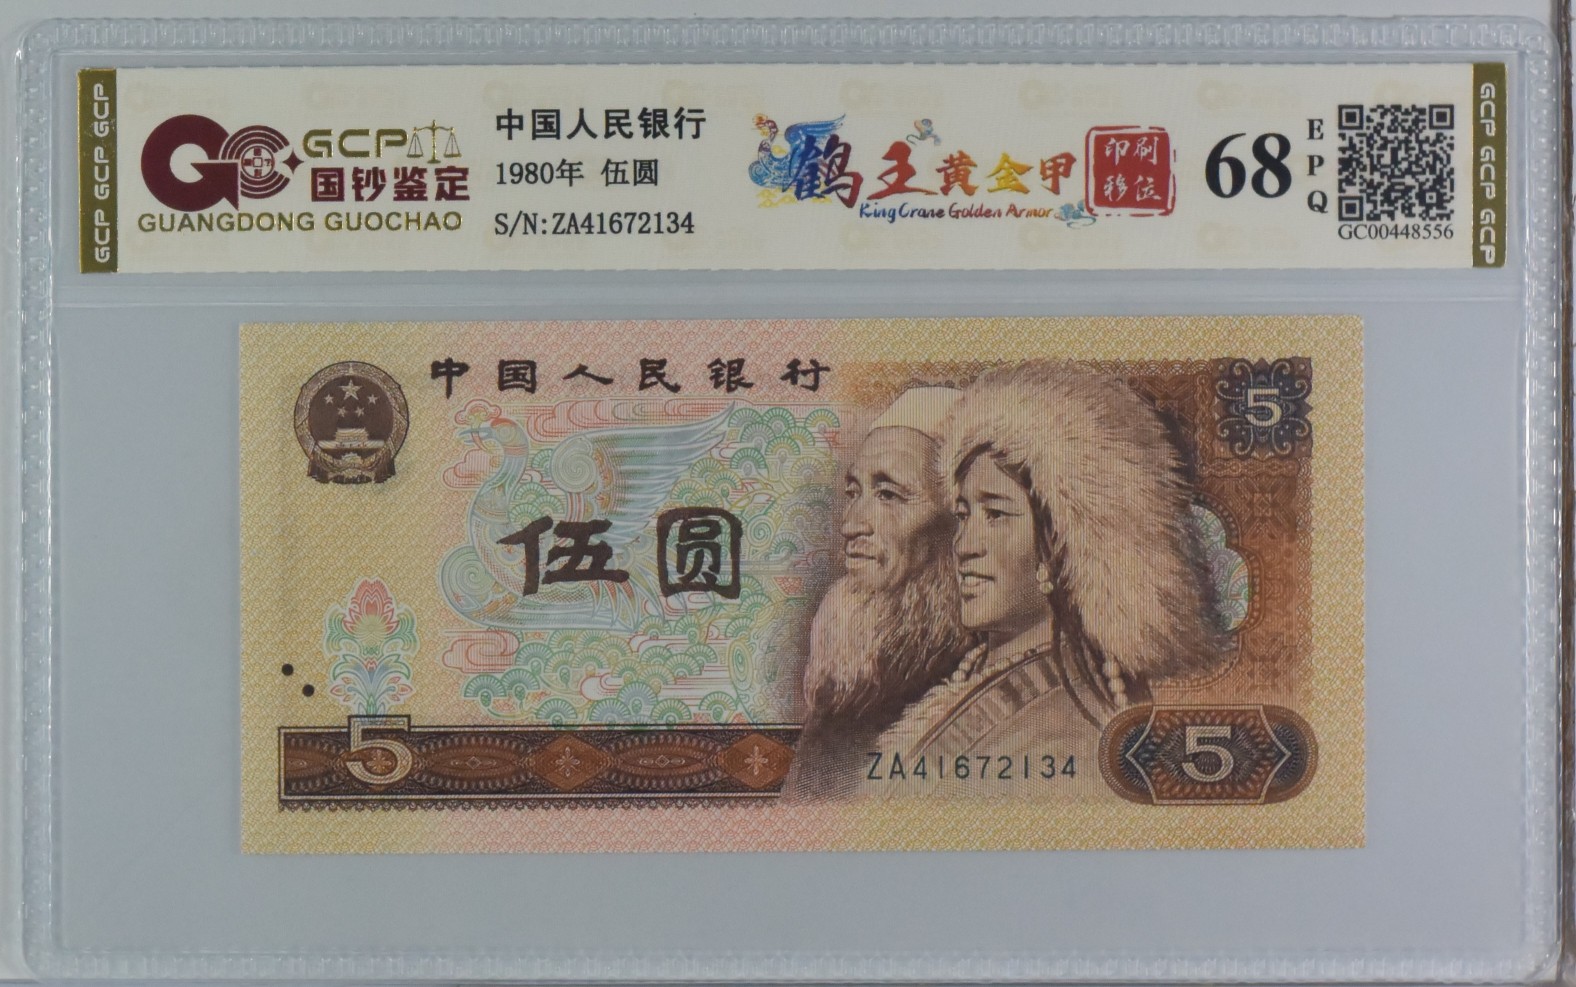 GCP GCP GCP
GCP
国钞鉴定
GUANGDONG GUOCHAO
中国人民银行
1980年 伍圆
S/N:ZA41672134
鹤王黄金甲
King Crane Golden Armor
印刷
移位
68
EPQ
GC00448556
GCP GCP GCP
中国人民银行
5
伍圆
5
ZA41672134
5